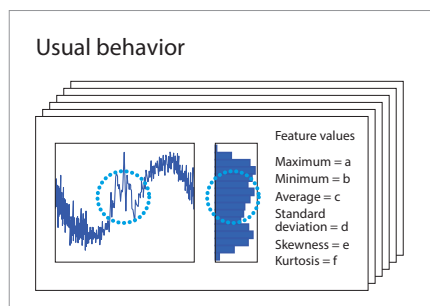 Usual behavior
Feature values
Maximum = a
Minimum = b
Average = c
Standard
deviation = d
Skewness = e
Kurtosis = f